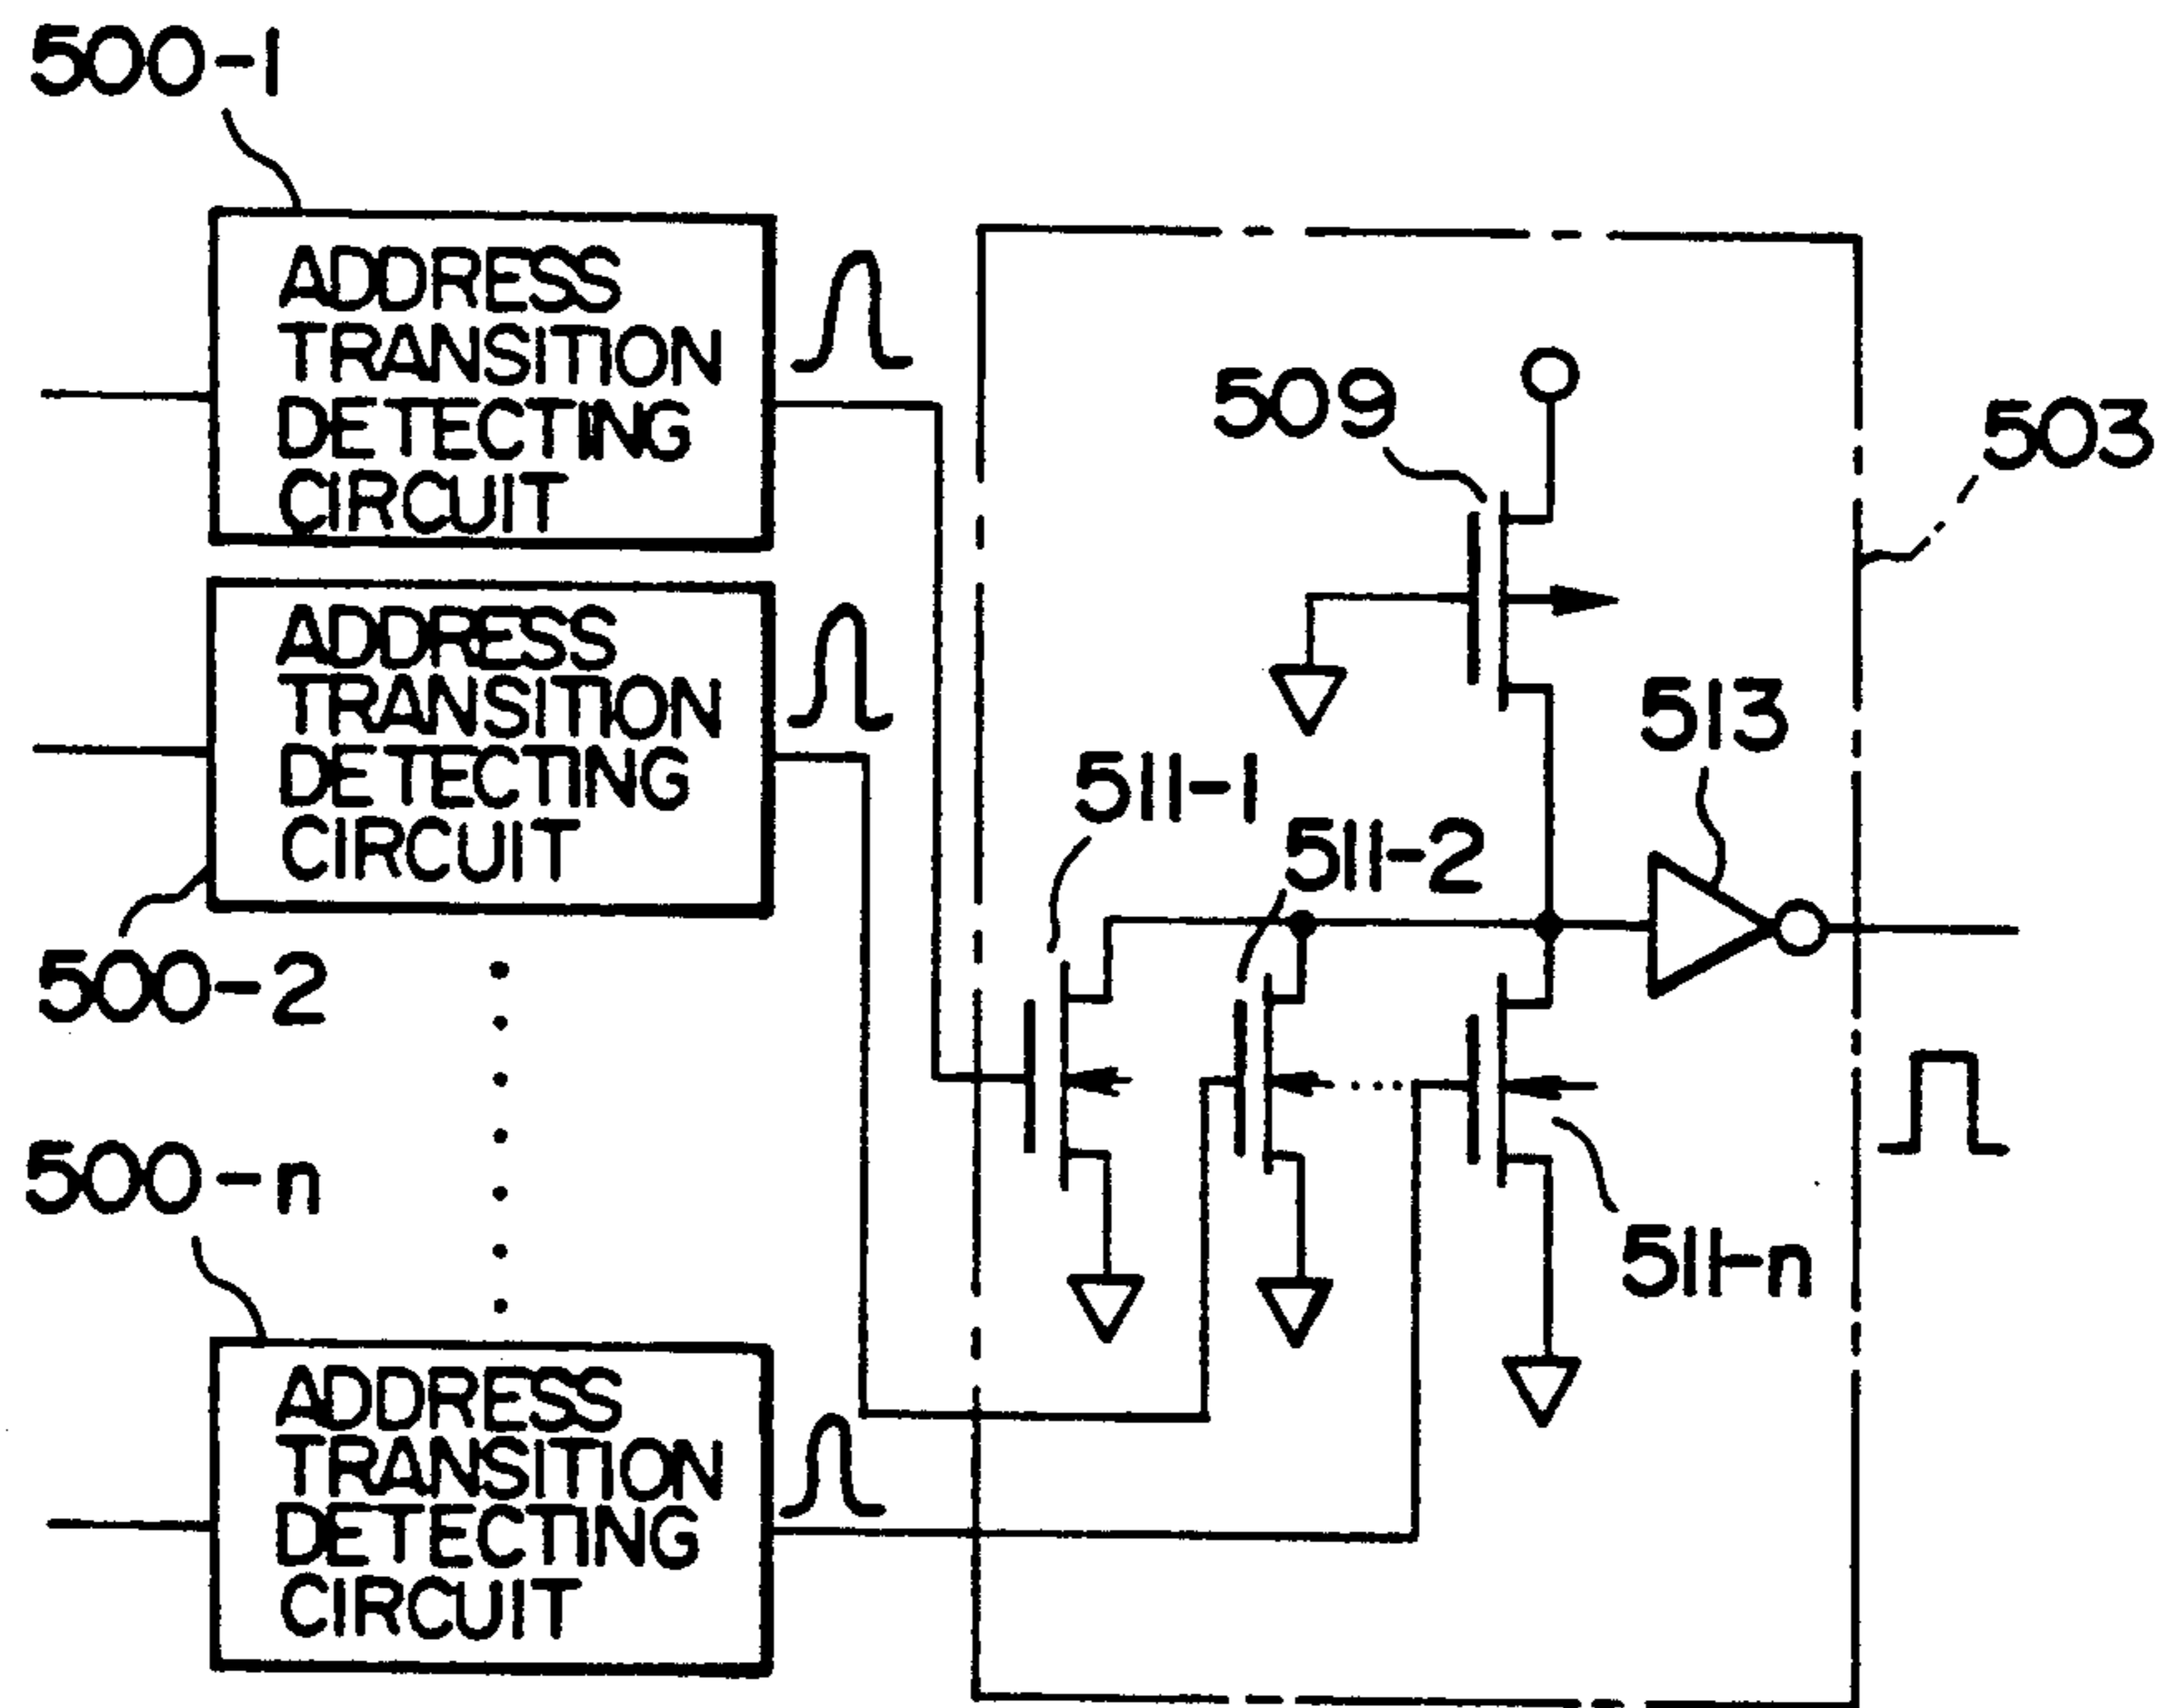 500-1
ADDRESS
TRANSITION
DETECTING
CIRCUIT
509
503
ADDRESS
TRANSITION
DETECTING
CIRCUIT
513
511-1
511-2
500-2
500-n
511-n
ADDRESS
TRANSITION
DETECTING
CIRCUIT